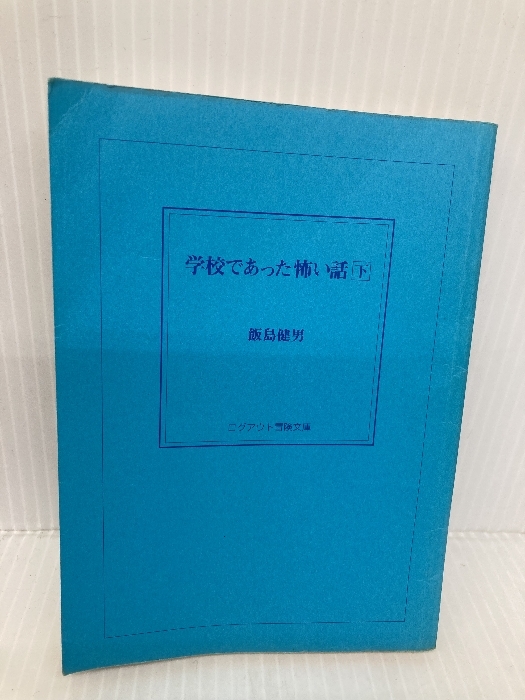 学校であった怖い話 下
飯島健男
ログアウト冒険文庫